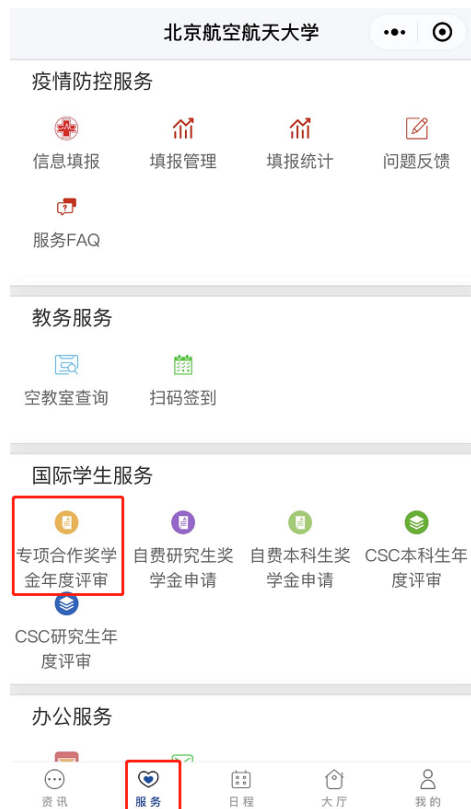 北京航空航天大学
疫情防控服务
信息填报 填报管理 填报统计 问题反馈
服务FAQ
教务服务
空教室查询 扫码签到
国际学生服务
专项合作奖学 自费研究生奖 自费本科生奖 CSC本科生年
金年度评审 学金申请 学金申请 度评审
CSC研究生年
度评审
办公服务
资讯 服务 日程 大厅 我的